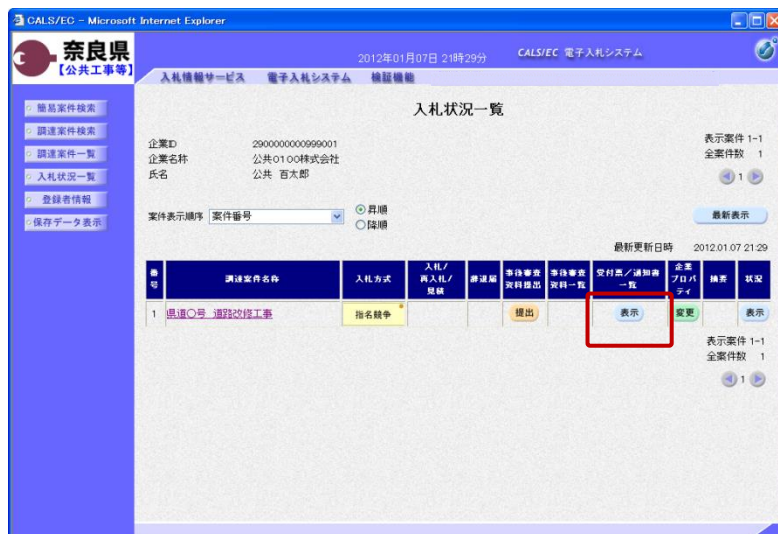 CALS/EC - Microsoft Internet Explorer
奈良県
【公共工事等】
2012年01月07日 21時29分
CALS/EC 電子入札システム
入札情報サービス 電子入札システム 検証機能
簡易案件検索
調達案件検索
調達案件一覧
入札状況一覧
登録者情報
保存データ表示
入札状況一覧
企業ID 2900000000999001
企業名称 公共0100株式会社
氏名 公共 百太郎
表示案件 1-1
全案件数 1
1
案件表示順序 案件番号
昇順
降順
最新表示
最新更新日時 2012.01.07 21:29
番号 調達案件名称 入札方式 入札/再入札/見積 辞退届 事後審査資料提出 事後審査資料一覧 受付票/通知書一覧 企業プロパティ 摘要 状況
1 県道〇号 道路改修工事 指名競争 提出 表示 変更 表示
表示案件 1-1
全案件数 1
1